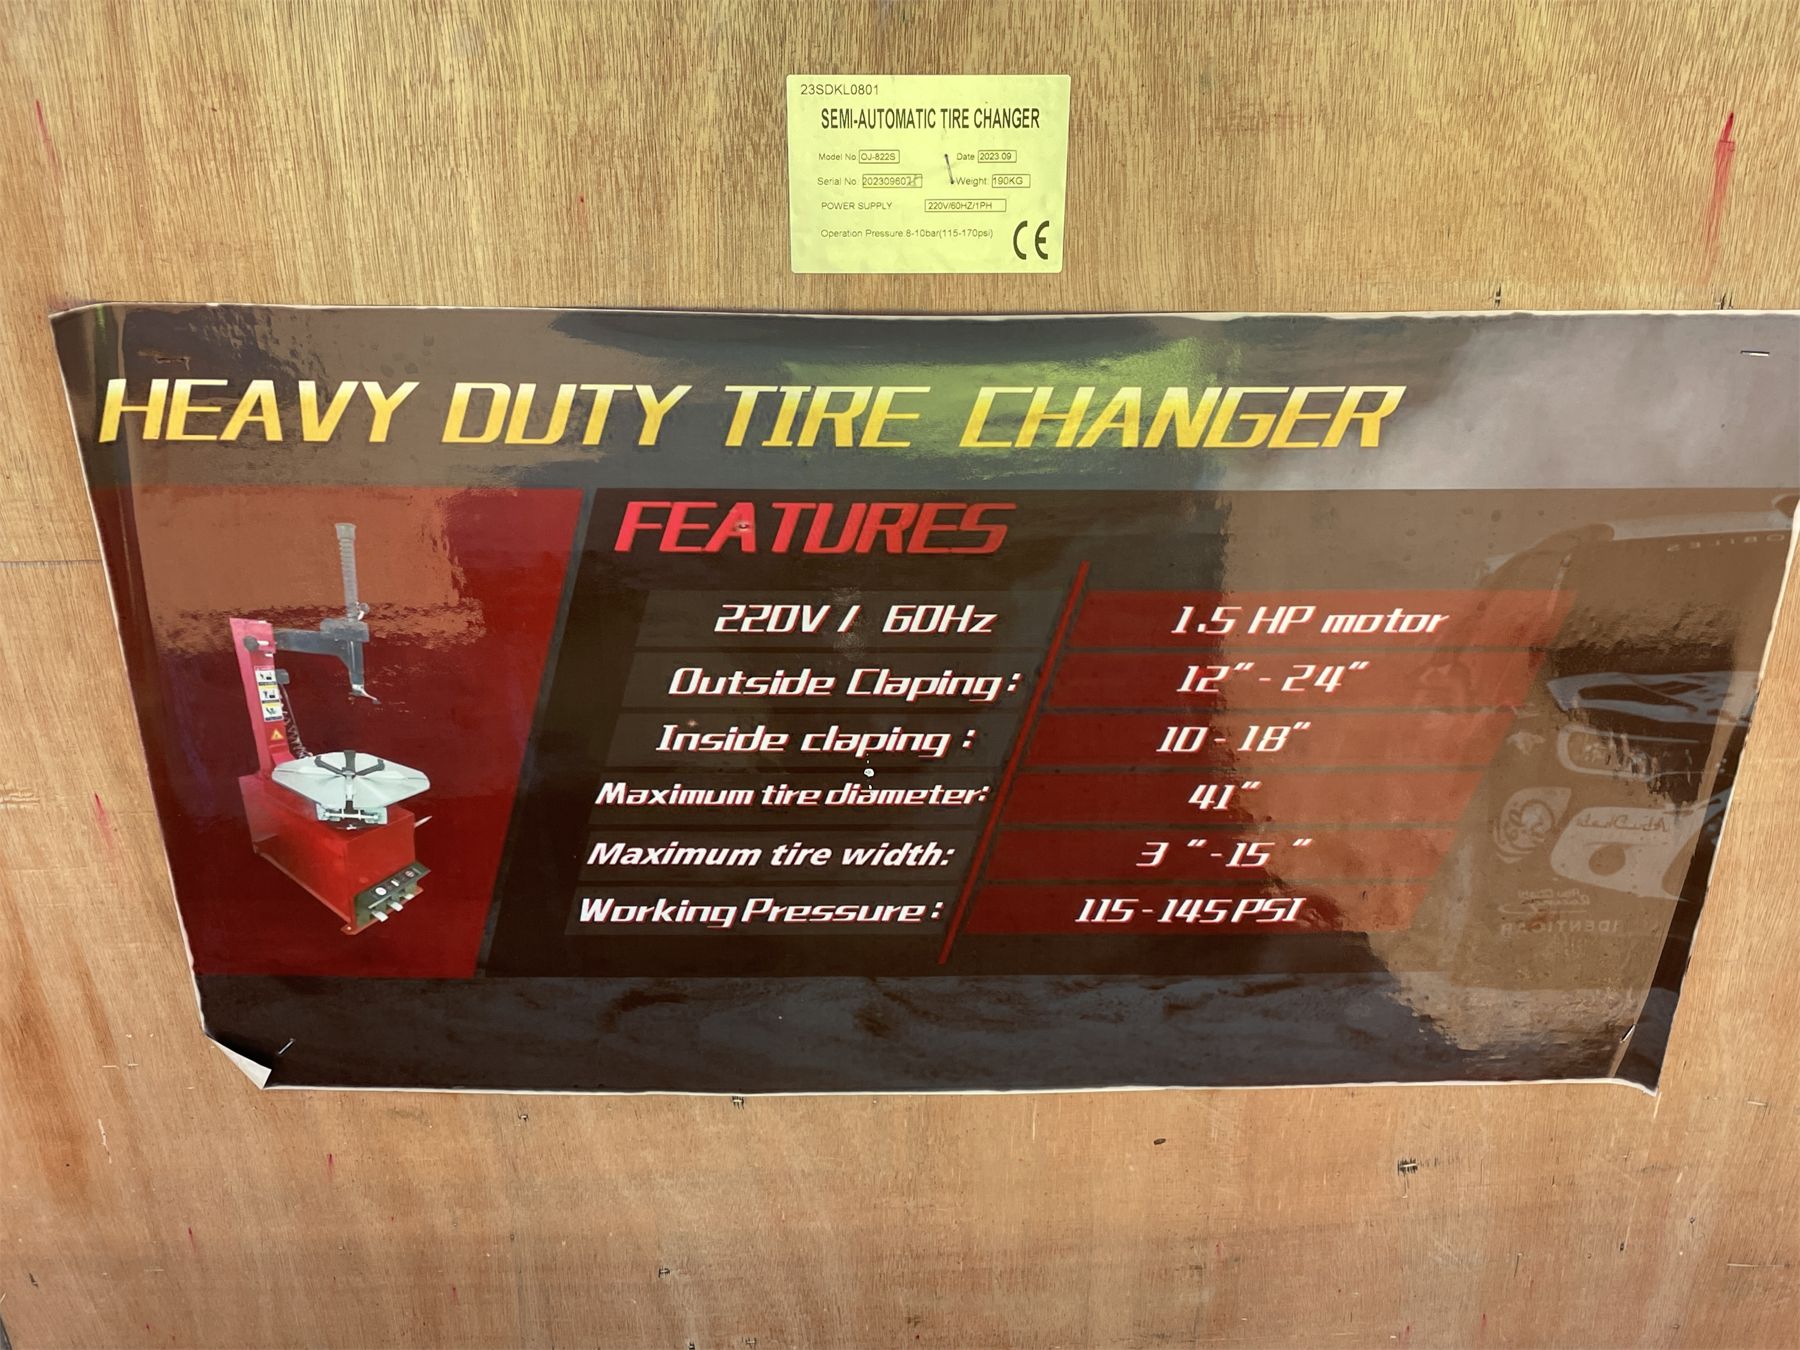 23SDKL0801
SEMI-AUTOMATIC TIRE CHANGER
Model No OJ-822S Date 2023.09
Serial No Weight: 190KG
POWER SUPPLY 220V/60HZ/1PH
Operation Pressure:8-10bar(115-170psi)
CE
HEAVY DUTY TIRE CHANGER
FEATURES
220V / 60Hz 1.5 HP motor
Outside Claping: 12"-24"
Inside claping: 10-18"
Maximum tire diameter: 41"
Maximum tire width: 3 "-15 "
Working Pressure: 115-145PSI